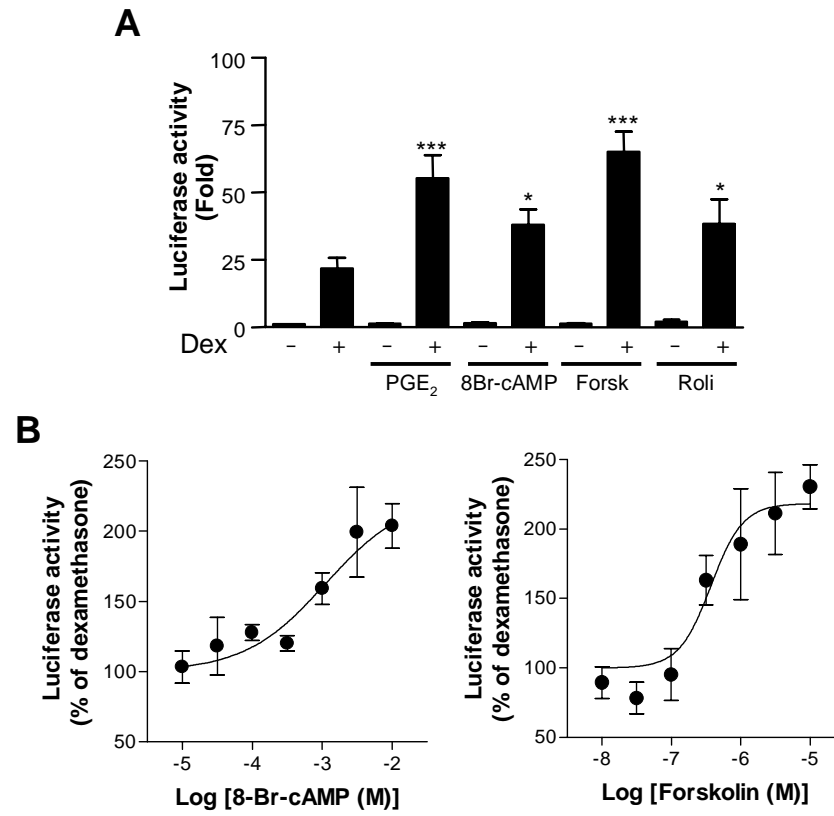 A
Luciferase activity
(Fold)
100
75
50
25
0
***
*
***
*
Dex − + − + − + − + − +
PGE₂ 8Br-cAMP Forsk Roli
B
Luciferase activity
(% of dexamethasone)
250
200
150
100
50
-5 -4 -3 -2
Log [8-Br-cAMP (M)]
Luciferase activity
(% of dexamethasone)
250
200
150
100
50
-8 -7 -6 -5
Log [Forskolin (M)]